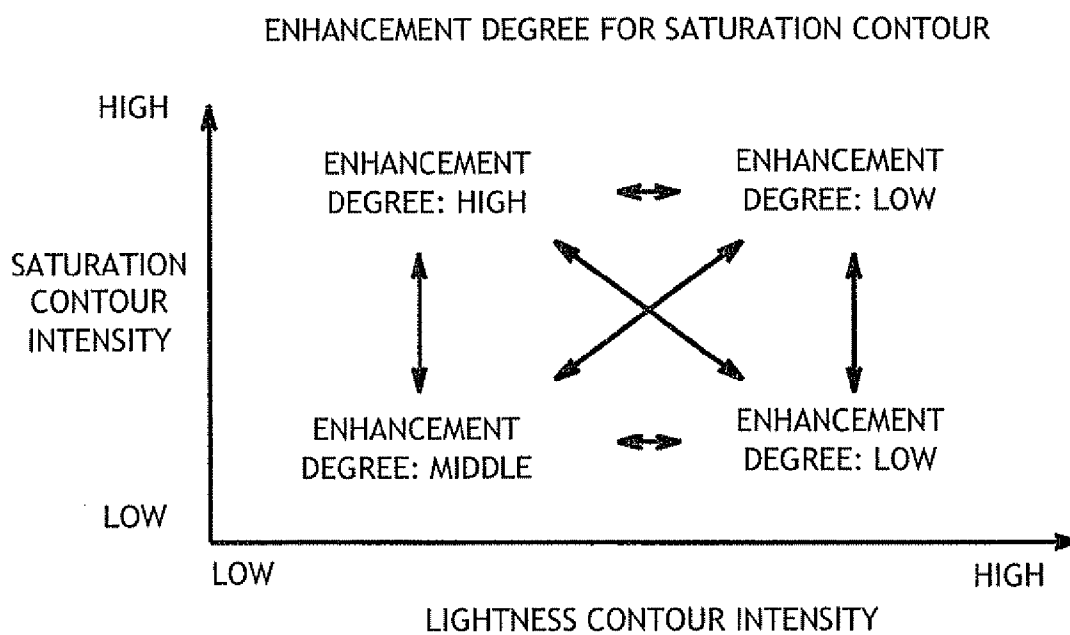 ENHANCEMENT DEGREE FOR SATURATION CONTOUR
HIGH
ENHANCEMENT
DEGREE: HIGH
ENHANCEMENT
DEGREE: LOW
SATURATION
CONTOUR
INTENSITY
ENHANCEMENT
DEGREE: MIDDLE
ENHANCEMENT
DEGREE: LOW
LOW
LOW
HIGH
LIGHTNESS CONTOUR INTENSITY